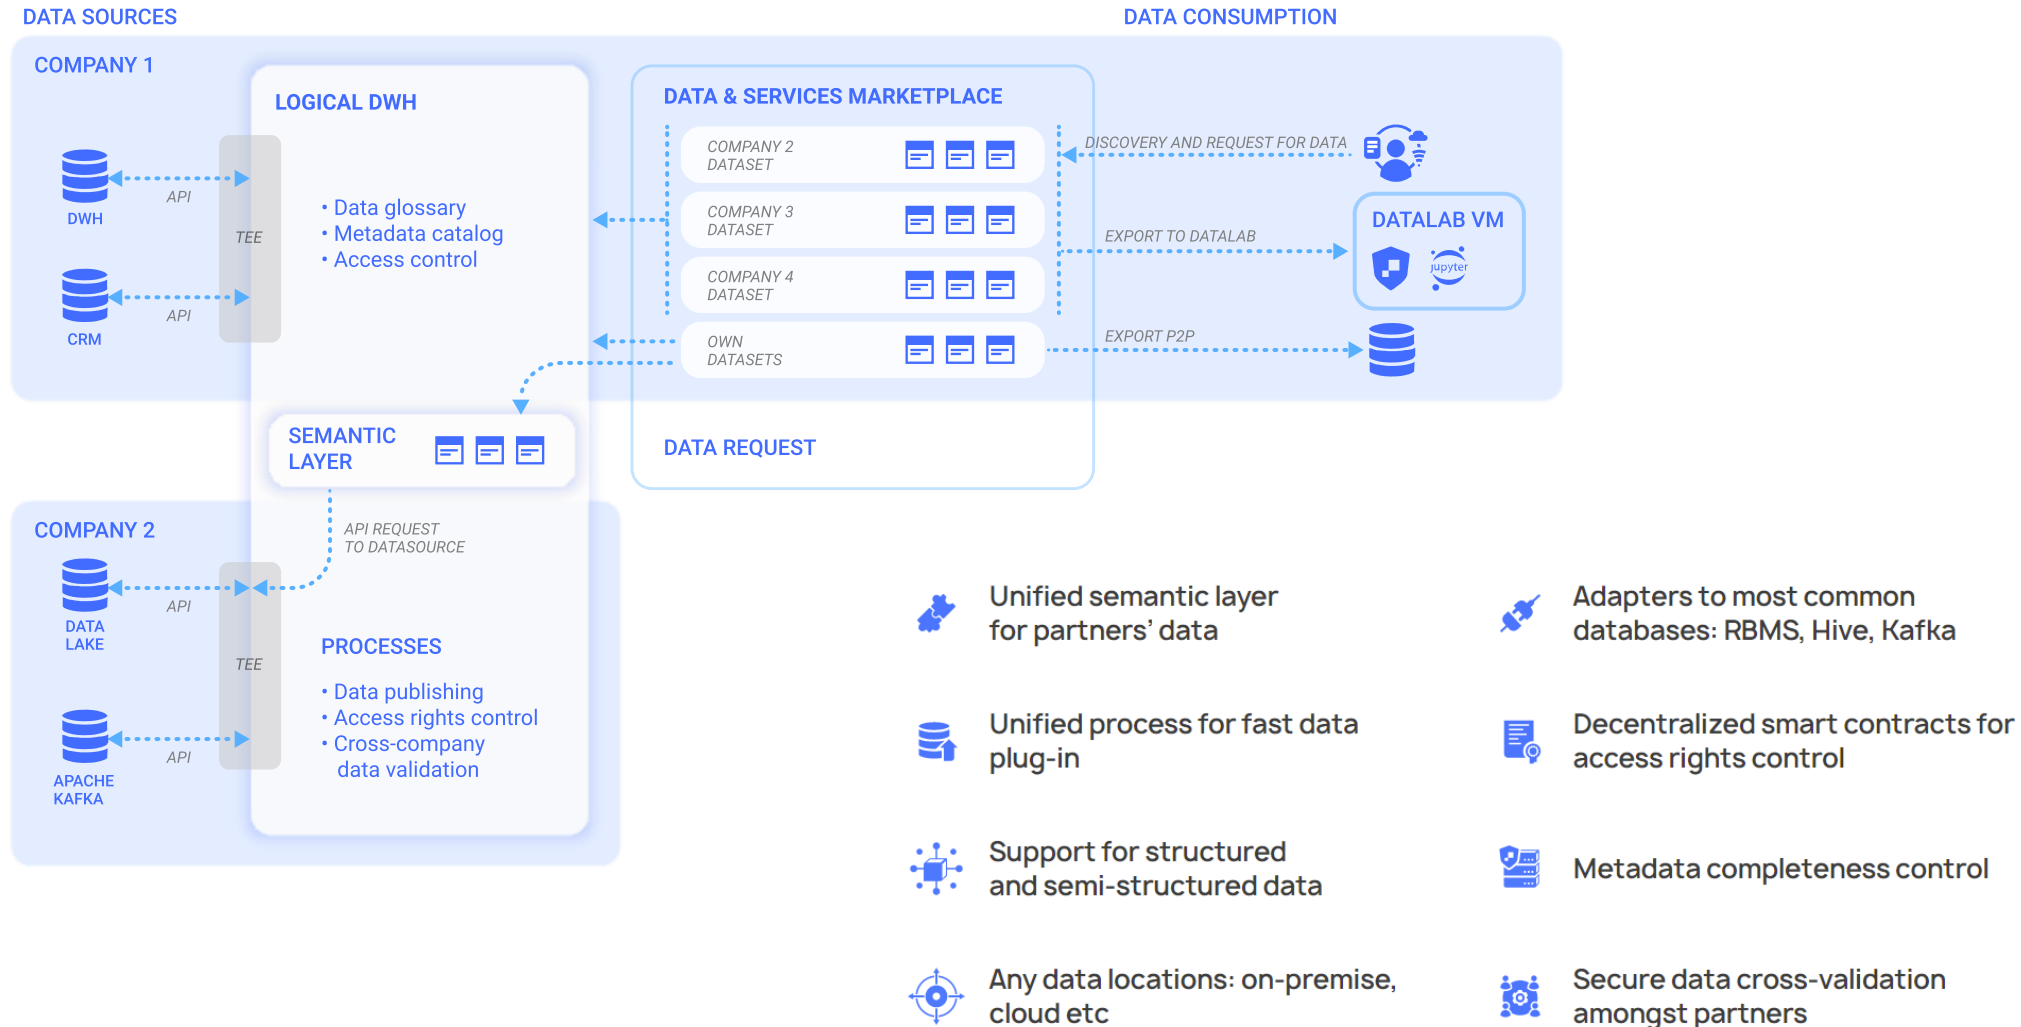 DATA SOURCES
DATA CONSUMPTION
COMPANY 1
LOGICAL DWH
DWH
API
CRM
API
TEE
• Data glossary
• Metadata catalog
• Access control
DATA & SERVICES MARKETPLACE
COMPANY 2
DATASET
COMPANY 3
DATASET
COMPANY 4
DATASET
OWN
DATASETS
DATA REQUEST
DISCOVERY AND REQUEST FOR DATA
EXPORT TO DATALAB
EXPORT P2P
DATALAB VM
jupyter
SEMANTIC
LAYER
API REQUEST
TO DATASOURCE
COMPANY 2
DATA
LAKE
API
APACHE
KAFKA
API
TEE
PROCESSES
• Data publishing
• Access rights control
• Cross-company
data validation
Unified semantic layer
for partners’ data
Adapters to most common
databases: RBMS, Hive, Kafka
Unified process for fast data
plug-in
Decentralized smart contracts for
access rights control
Support for structured
and semi-structured data
Metadata completeness control
Any data locations: on-premise,
cloud etc
Secure data cross-validation
amongst partners